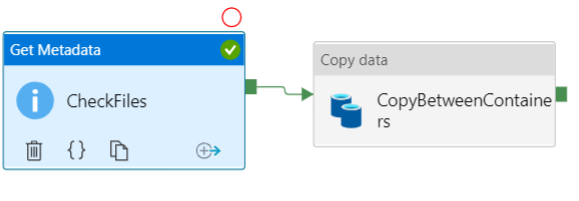 Get Metadata
CheckFiles
{}
Copy data
CopyBetweenContaine
rs